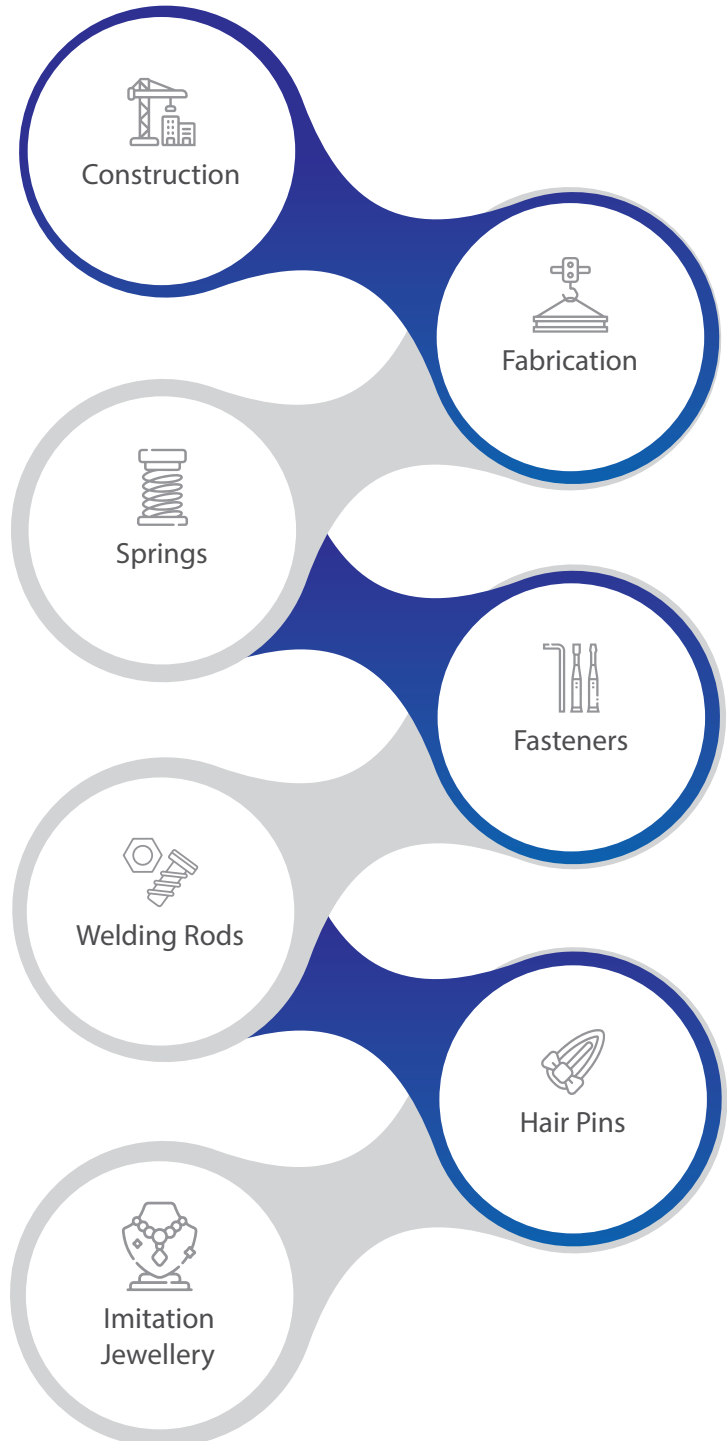 Construction
Fabrication
Springs
Fasteners
Welding Rods
Hair Pins
Imitation
Jewellery